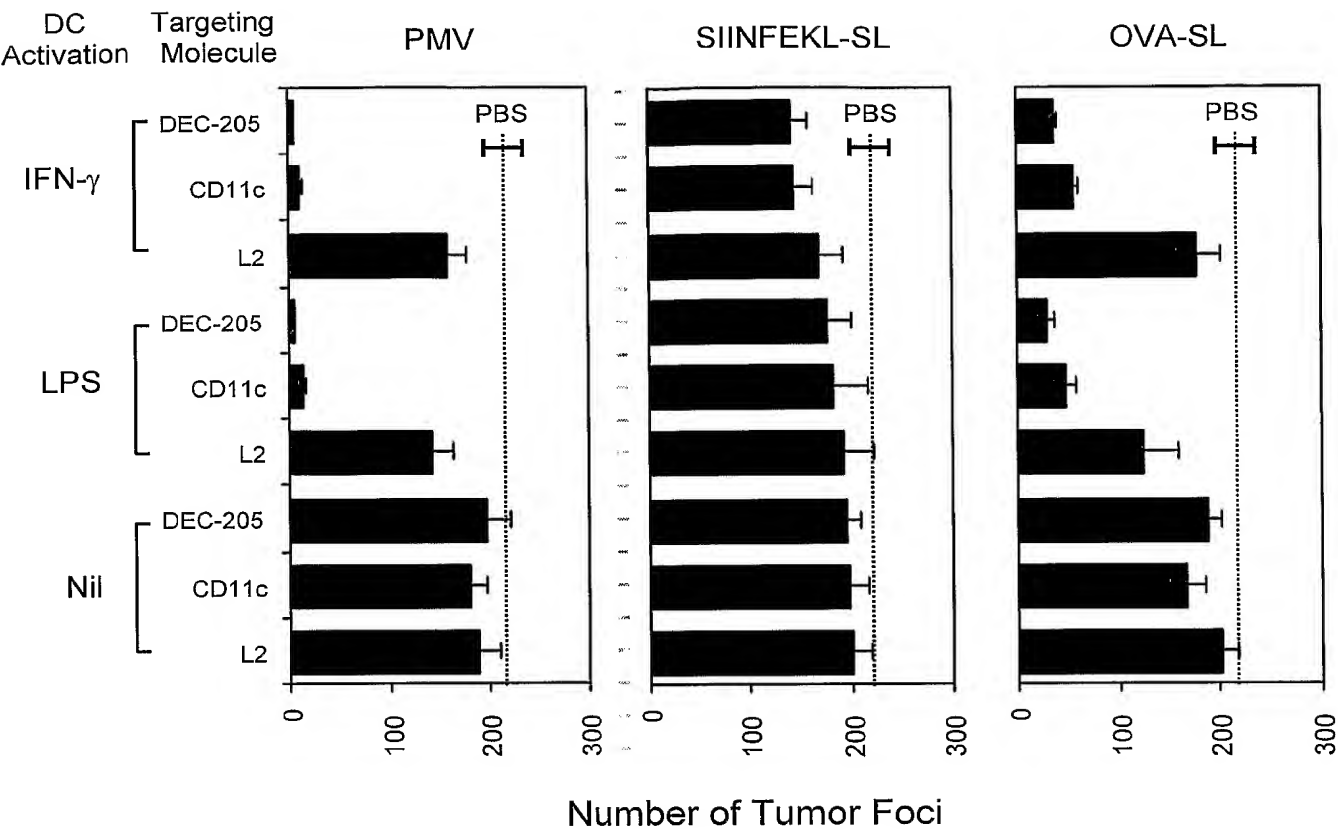 DC Activation
Targeting Molecule
PMV
SIINFEKL-SL
OVA-SL
PBS
PBS
PBS
IFN-γ
DEC-205
CD11c
L2
LPS
DEC-205
CD11c
L2
Nil
DEC-205
CD11c
L2
0 100 200 300
0 100 200 300
0 100 200 300
Number of Tumor Foci